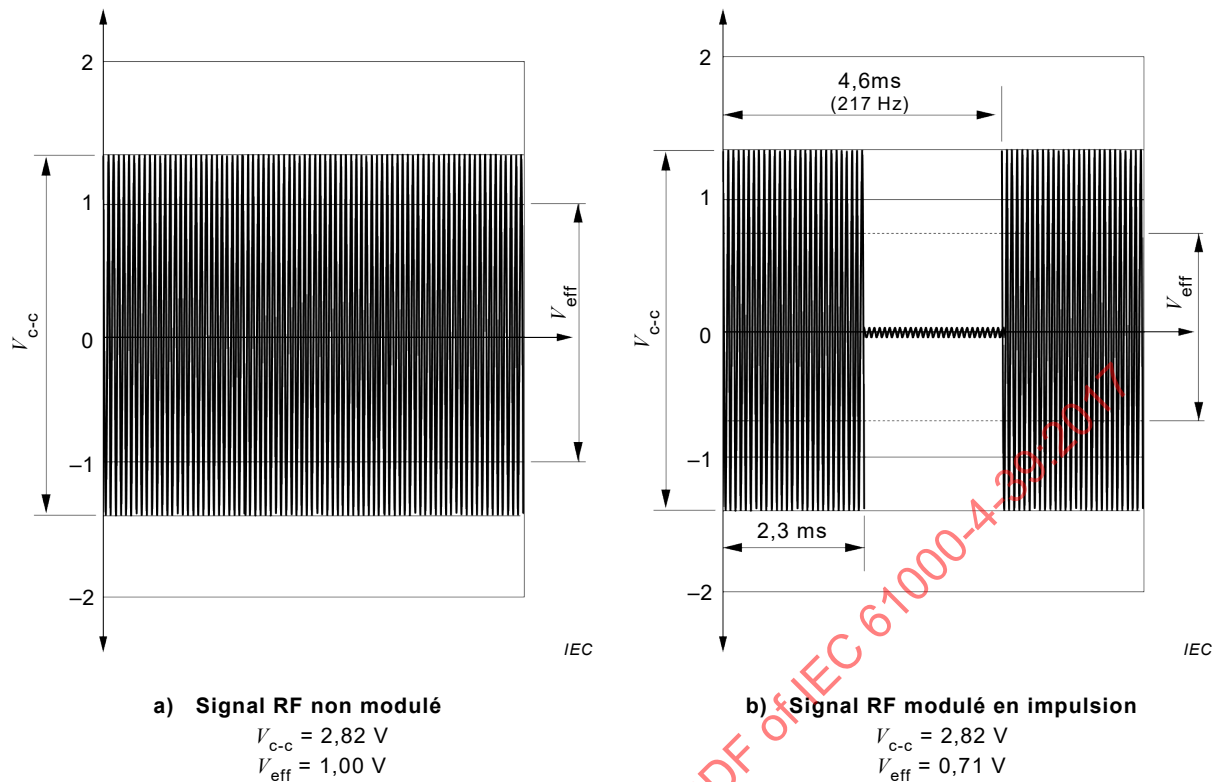 2
1
0
–1
–2
V c-c
V eff
IEC
a) Signal RF non modulé
V c-c = 2,82 V
V eff = 1,00 V
2
1
0
–1
–2
4,6ms
(217 Hz)
2,3 ms
V c-c
V eff
IEC
b) Signal RF modulé en impulsion
V c-c = 2,82 V
V eff = 0,71 V
DF of IEC 61000-4-39:2017